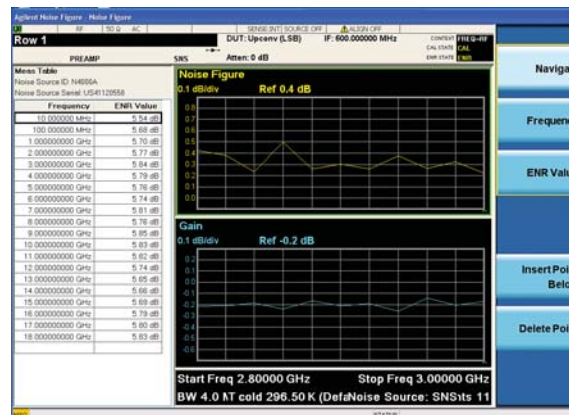 Agilent Noise Figure - Noise Figure
RF 50 Ω AC SENSE:INT SOURCE OFF ALIGN OFF
Row 1
DUT: Upconv (LSB) IF: 600.000000 MHz
CONTEXT FREQ-RF
CAL STATE CAL
ENR STATE ENR
PREAMP SNS Atten: 0 dB
Meas Table
Noise Source ID: N4000A
Noise Source Serial: US41120558
Frequency ENR Value
10.000000 MHz 5.54 dB
100.000000 MHz 5.68 dB
1.000000000 GHz 5.70 dB
2.000000000 GHz 5.77 dB
3.000000000 GHz 5.84 dB
4.000000000 GHz 5.79 dB
5.000000000 GHz 5.76 dB
6.000000000 GHz 5.74 dB
7.000000000 GHz 5.81 dB
8.000000000 GHz 5.76 dB
9.000000000 GHz 5.85 dB
10.000000000 GHz 5.83 dB
11.000000000 GHz 5.82 dB
12.000000000 GHz 5.74 dB
13.000000000 GHz 5.65 dB
14.000000000 GHz 5.66 dB
15.000000000 GHz 5.69 dB
16.000000000 GHz 5.79 dB
17.000000000 GHz 5.80 dB
18.000000000 GHz 5.83 dB
Noise Figure
0.1 dB/div Ref 0.4 dB
0.8
0.7
0.6
0.5
0.4
0.3
0.2
0.1
0.0
Gain
0.1 dB/div Ref -0.2 dB
0.2
0.1
0.0
-0.1
-0.2
-0.3
-0.4
-0.5
-0.6
Start Freq 2.80000 GHz Stop Freq 3.00000 GHz
BW 4.0 MT cold 296.50 K (DefaNoise Source: SNSts 11
Naviga
Frequenc
ENR Valu
Insert Poi
Belo
Delete Poi
MSG STATUS